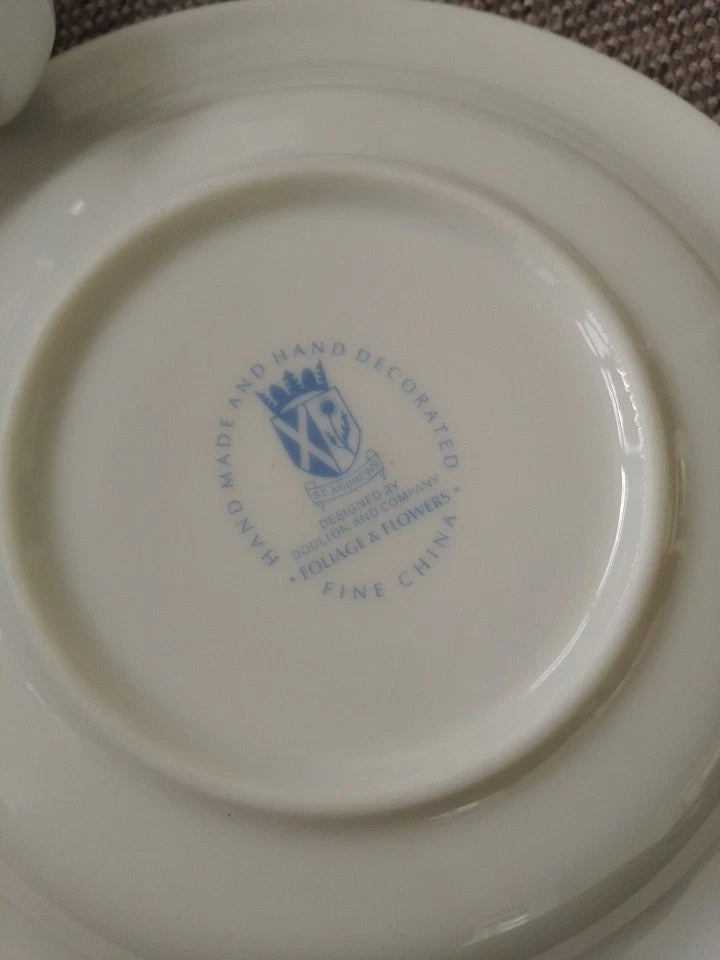 HAND MADE AND HAND DECORATED
ST. ANDREWS
DESIGNED BY
DOULTON AND COMPANY
• FOLIAGE & FLOWERS •
FINE CHINA